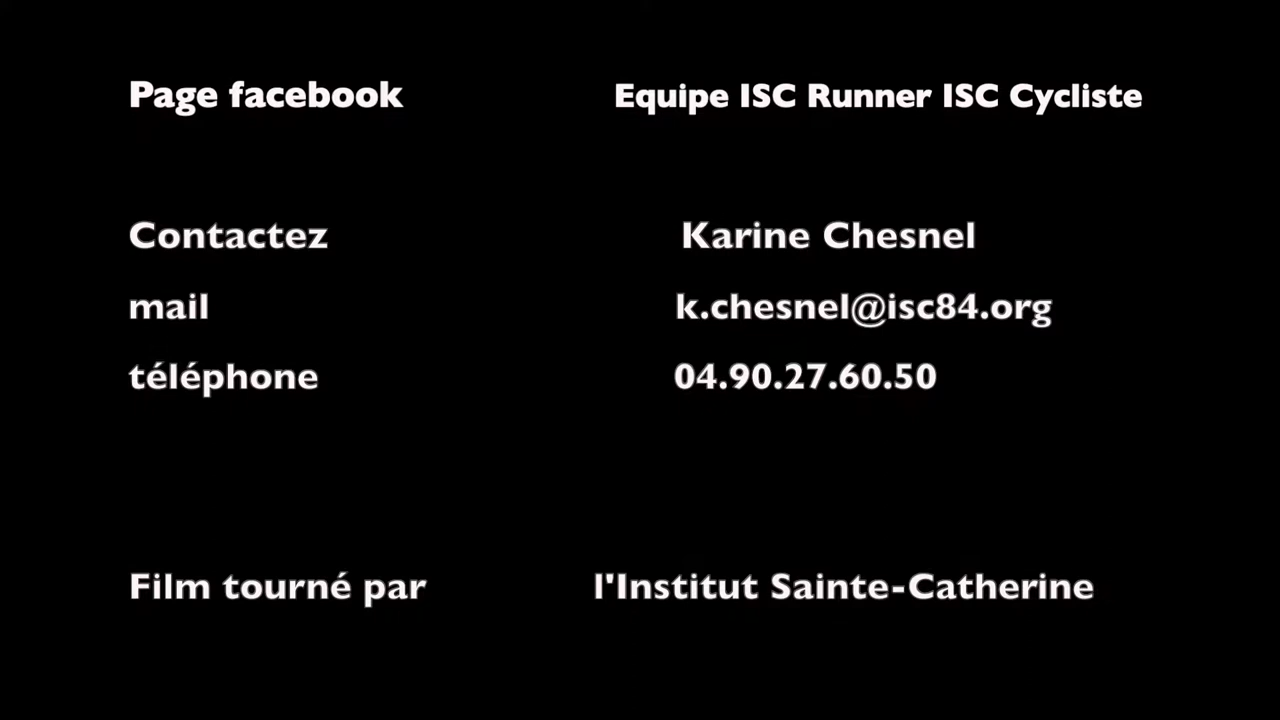 Page facebook Equipe ISC Runner ISC Cycliste
Contactez Karine Chesnel
mail k.chesnel@isc84.org
téléphone 04.90.27.60.50
Film tourné par l'Institut Sainte-Catherine